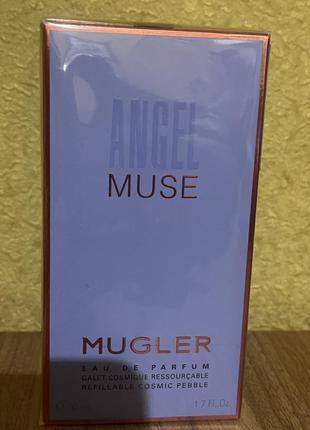 ANGEL
MUSE
MUGLER
EAU DE PARFUM
GALET COSMIQUE RESSOURÇABLE
REFILLABLE COSMIC PEBBLE
1.7 FL.Oz.